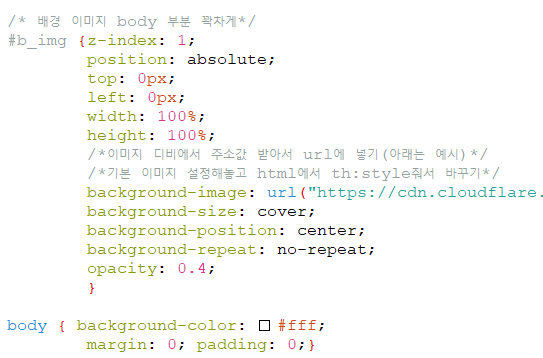 /* 배경 이미지 body 부분 꽉차게*/
#b_img {z-index: 1;
position: absolute;
top: 0px;
left: 0px;
width: 100%;
height: 100%;
/*이미지 디비에서 주소값 받아서 url에 넣기(아래는 예시)*/
/*기본 이미지 설정해놓고 html에서 th:style줘서 바꾸기*/
background-image: url("https://cdn.cloudflare.
background-size: cover;
background-position: center;
background-repeat: no-repeat;
opacity: 0.4;
}
body { background-color: #fff;
margin: 0; padding: 0;}